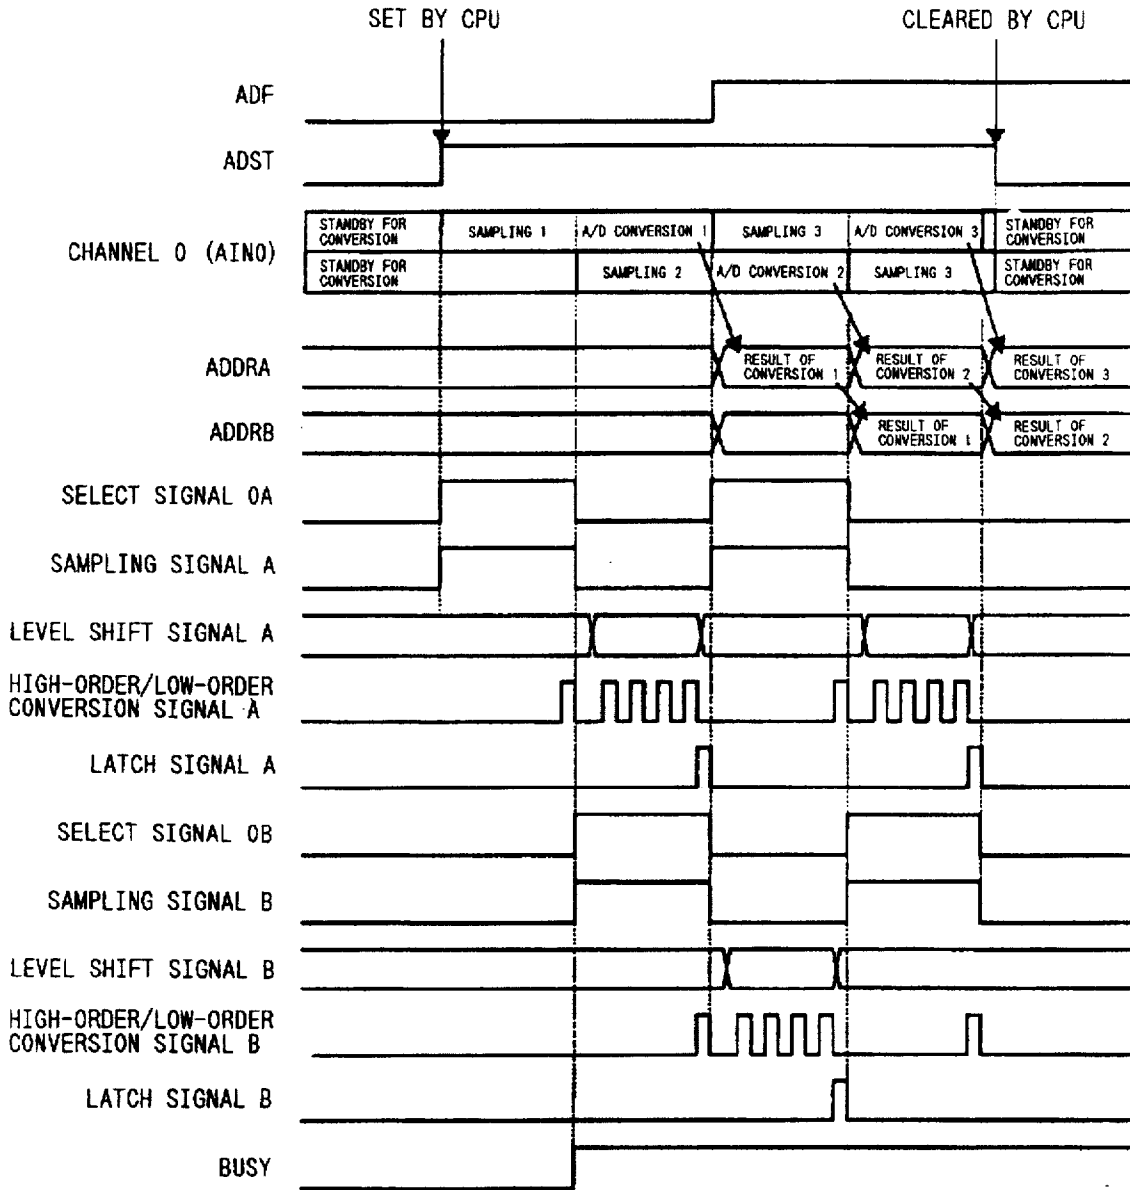 SET BY CPU
CLEARED BY CPU
ADF
ADST
CHANNEL 0 (AIN0)
STANDBY FOR
CONVERSION
SAMPLING 1
A/D CONVERSION 1
SAMPLING 3
A/D CONVERSION 3
STANDBY FOR
CONVERSION
STANDBY FOR
CONVERSION
SAMPLING 2
A/D CONVERSION 2
SAMPLING 3
STANDBY FOR
CONVERSION
ADDRA
RESULT OF
CONVERSION 1
RESULT OF
CONVERSION 2
RESULT OF
CONVERSION 3
ADDRB
RESULT OF
CONVERSION 1
RESULT OF
CONVERSION 2
SELECT SIGNAL 0A
SAMPLING SIGNAL A
LEVEL SHIFT SIGNAL A
HIGH-ORDER/LOW-ORDER
CONVERSION SIGNAL A
LATCH SIGNAL A
SELECT SIGNAL 0B
SAMPLING SIGNAL B
LEVEL SHIFT SIGNAL B
HIGH-ORDER/LOW-ORDER
CONVERSION SIGNAL B
LATCH SIGNAL B
BUSY